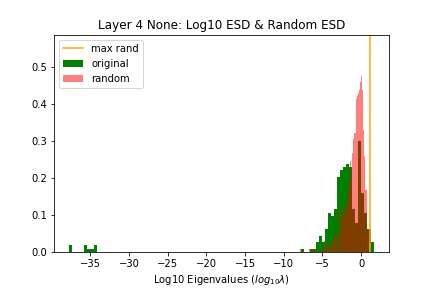 Layer 4 None: Log10 ESD & Random ESD
max rand
original
random
0.5
0.4
0.3
0.2
0.1
0.0
−35 −30 −25 −20 −15 −10 −5 0
Log10 Eigenvalues (log₁₀λ)